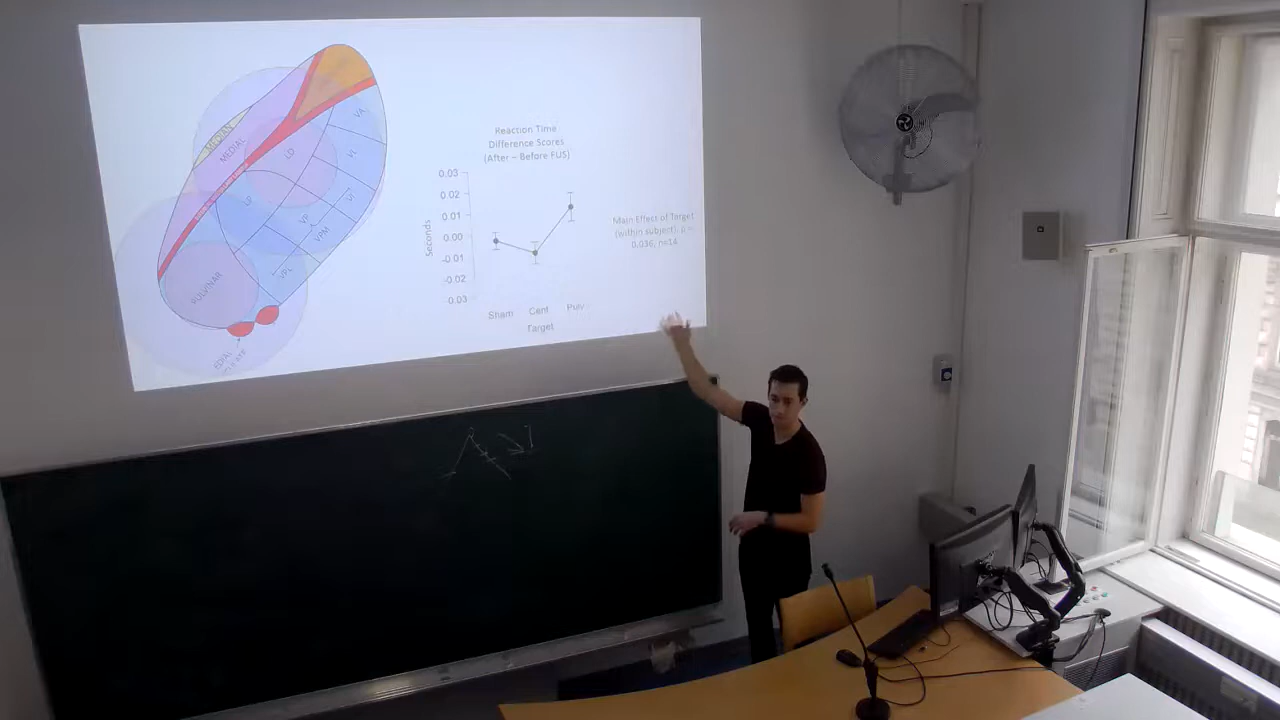 MEDIAN
MEDIAL
LD
VA
VL
LP
VP
VI
VPM
VPL
PULVINAR
Reaction Time
Difference Scores
(After – Before FUS)
0.03
0.02
0.01
0.00
-0.01
-0.02
0.03
Seconds
Sham Cent Pulv
Target
Main Effect of Target
(within subject): p =
0.036, n=14